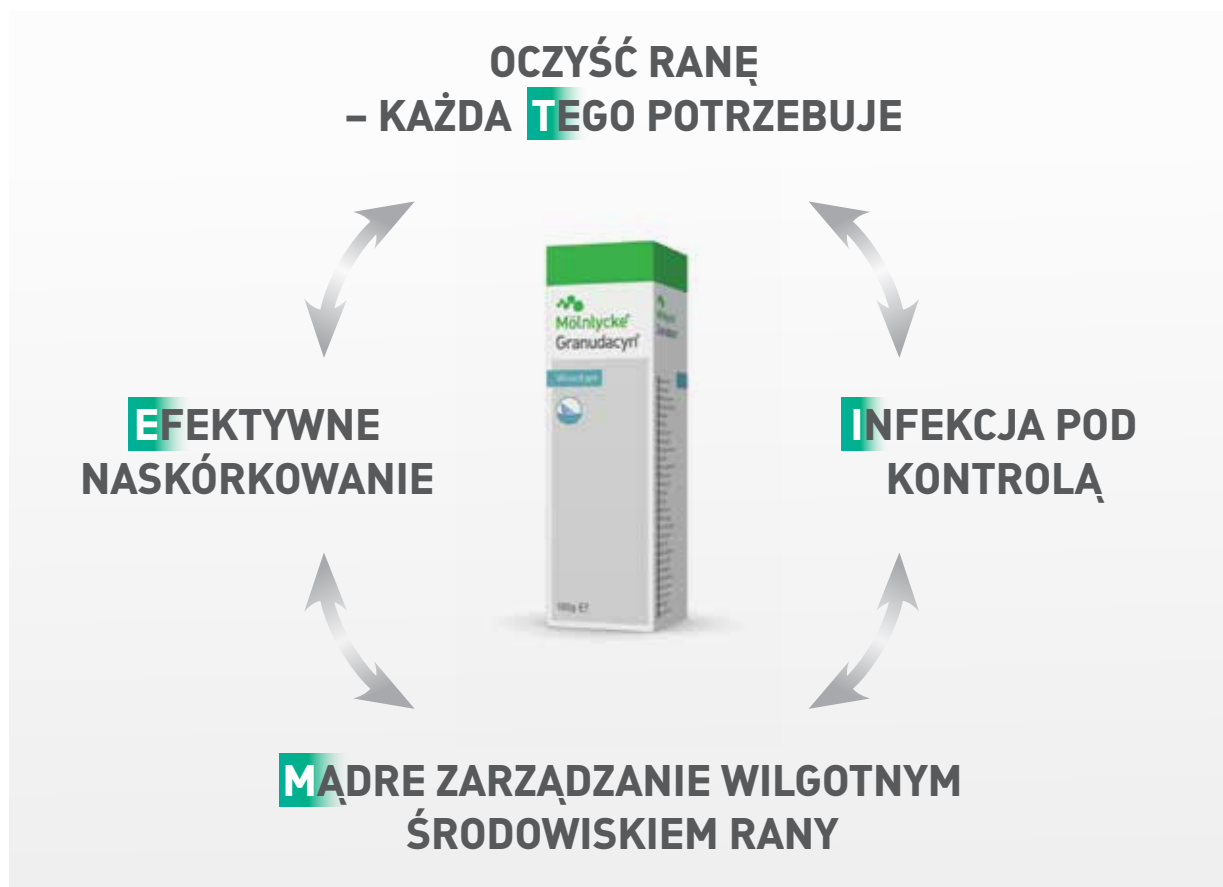 OCZYŚĆ RANĘ
– KAŻDA TEGO POTRZEBUJE
Mölnlycke®
Granudacyn®
EFEKTYWNE
NASKÓRKOWANIE
INFEKCJA POD
KONTROLĄ
MĄDRE ZARZĄDZANIE WILGOTNYM
ŚRODOWISKIEM RANY